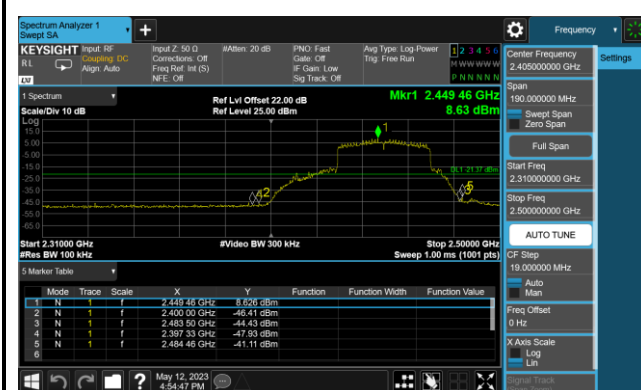 Spectrum Analyzer 1
Swept SA
Frequency
KEYSIGHT Input: RF
RL
Coupling: DC
Align: Auto
Input Z: 50 Ω
Corrections: Off
Freq Ref: Int (S)
NFE: Off
#Atten: 20 dB
PNO: Fast
Gate: Off
IF Gain: Low
Sig Track: Off
Avg Type: Log-Power
Trig: Free Run
1 2 3 4 5 6
M W W W W W
P N N N N N
Settings
1 Spectrum
Scale/Div 10 dB
Ref Lvl Offset 22.00 dB
Ref Level 25.00 dBm
Mkr1 2.449 46 GHz
8.63 dBm
Log
15.0
5.00
-5.00
-15.0
-25.0
-35.0
-45.0
-55.0
-65.0
1
DL1 -21.37 dBm
2
5
Start 2.31000 GHz
#Res BW 100 kHz
#Video BW 300 kHz
Stop 2.50000 GHz
Sweep 1.00 ms (1001 pts)
5 Marker Table
Mode Trace Scale X Y Function Function Width Function Value
1 N 1 f 2.449 46 GHz 8.626 dBm
2 N 1 f 2.400 00 GHz -46.41 dBm
3 N 1 f 2.483 50 GHz -44.43 dBm
4 N 1 f 2.397 33 GHz -47.93 dBm
5 N 1 f 2.484 46 GHz -41.11 dBm
6
Center Frequency
2.405000000 GHz
Span
190.000000 MHz
Swept Span
Zero Span
Full Span
Start Freq
2.310000000 GHz
Stop Freq
2.500000000 GHz
AUTO TUNE
CF Step
19.000000 MHz
Auto
Man
Freq Offset
0 Hz
X Axis Scale
Log
Lin
Signal Track
?
May 12, 2023
4:54:47 PM